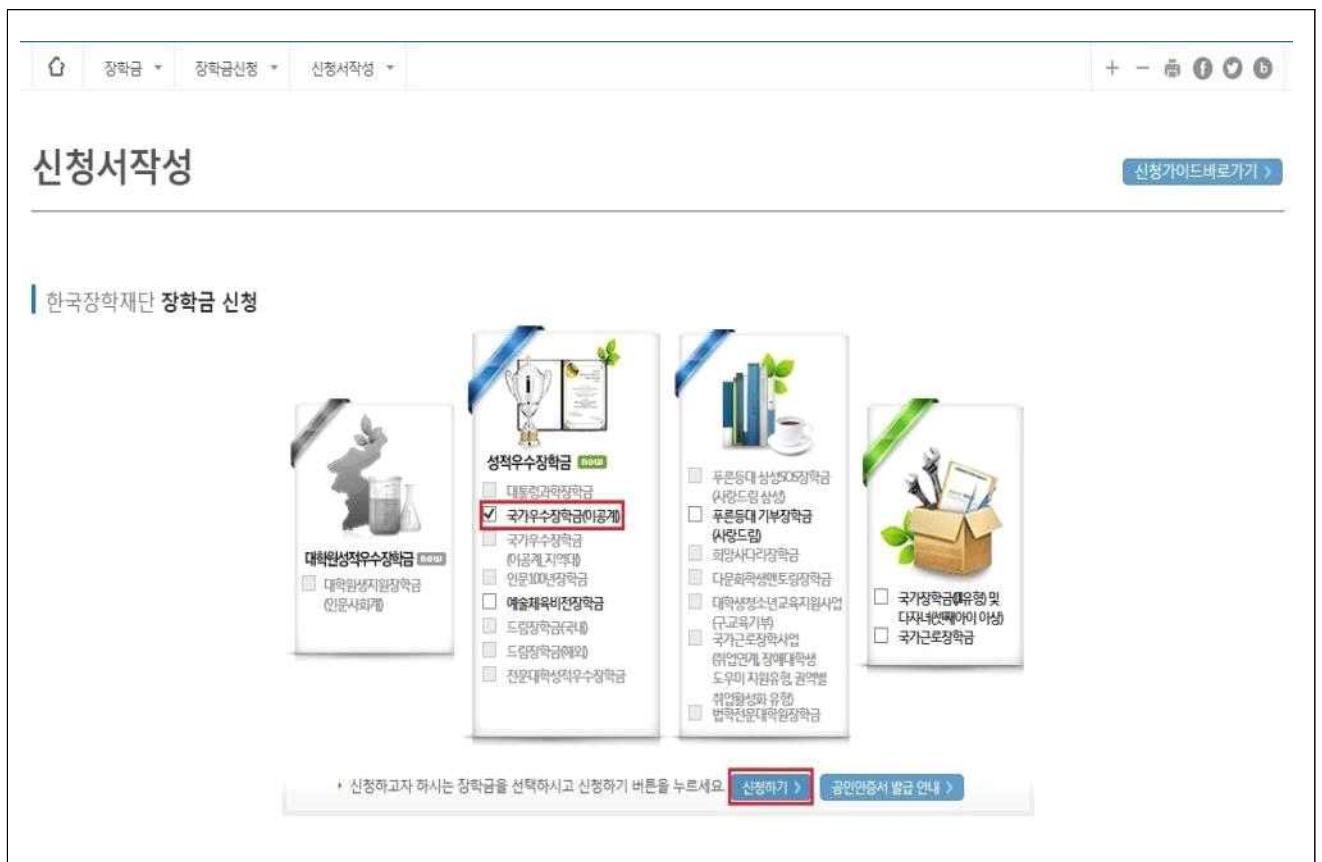 장학금
장학금신청
신청서작성
신청서작성
신청가이드바로가기 >
한국장학재단 장학금 신청
대학원성적우수장학금 new
대학원생지원장학금
(인문사회계)
성적우수장학금 new
대통령과학장학금
국가우수장학금(이공계)
국가우수장학금
(이공계,지역대)
인문100년장학금
예술체육비전장학금
드림장학금(국내)
드림장학금(해외)
전문대학성적우수장학금
푸른등대 삼성SOS장학금
(사랑드림 삼성)
푸른등대 기부장학금
(사랑드림)
희망사다리장학금
다문화학생멘토링장학금
대학생청소년교육지원사업
(구.교육기부)
국가근로장학사업
(취업연계, 장애대학생
도우미 지원유형, 권역별
취업활성화 유형)
법학전문대학원장학금
국가장학금(Ⅱ유형) 및
다자녀(셋째아이 이상)
국가근로장학금
신청하고자 하시는 장학금을 선택하시고 신청하기 버튼을 누르세요. 신청하기 > 공인인증서 발급 안내 >